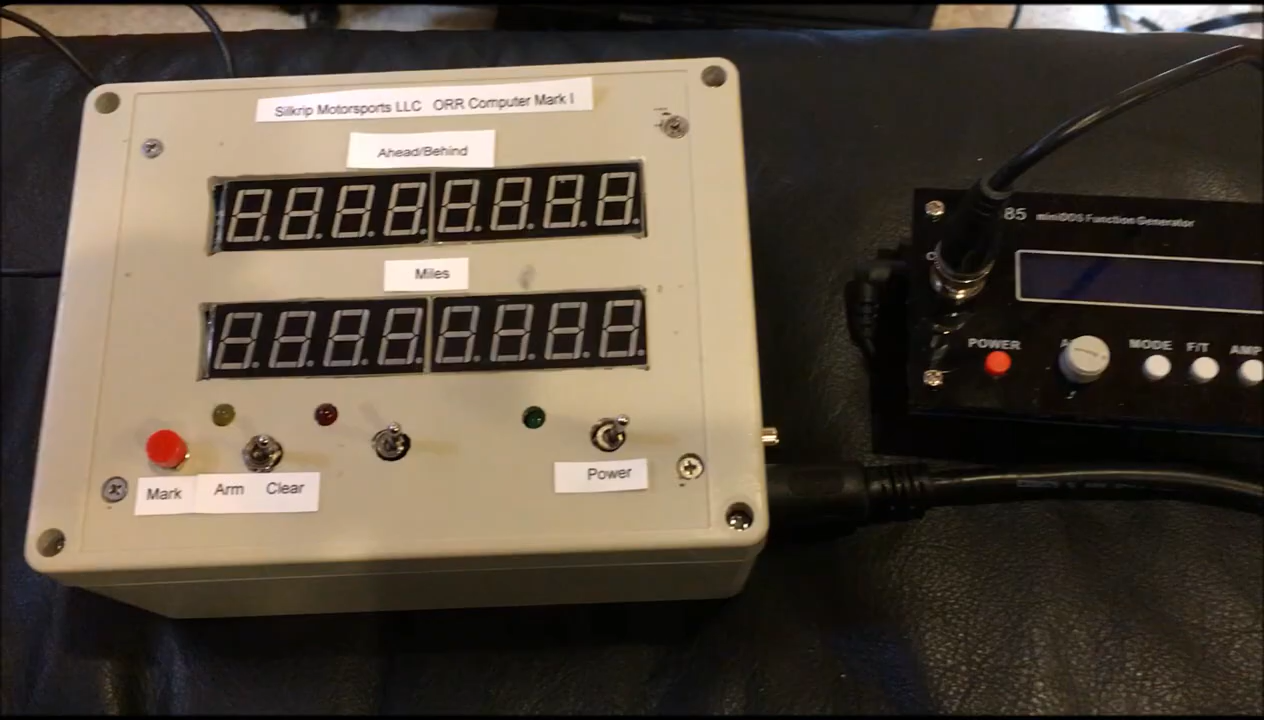 Silkrip Motorsports LLC ORR Computer Mark I
Ahead/Behind
Miles
Mark
Arm Clear
Power
85 miniDDS Function Generator
POWER
MODE
F/T
AMP